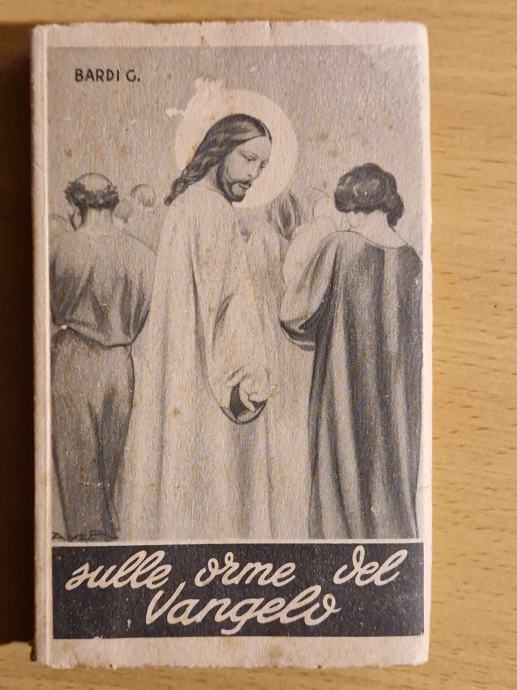 BARDI G.
sulle orme del
Vangelo